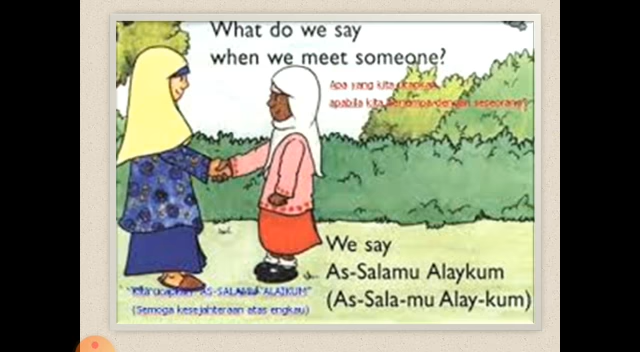 What do we say
when we meet someone?
Apa yang kita ucapkan
apabila kita dengan seseorang?
We say
As-Salamu Alaykum
(As-Sala-mu Alay-kum)
"Kita ucapkan "AS-SALAMU'ALAIKUM"
(Semoga kesejahteraan atas engkau)